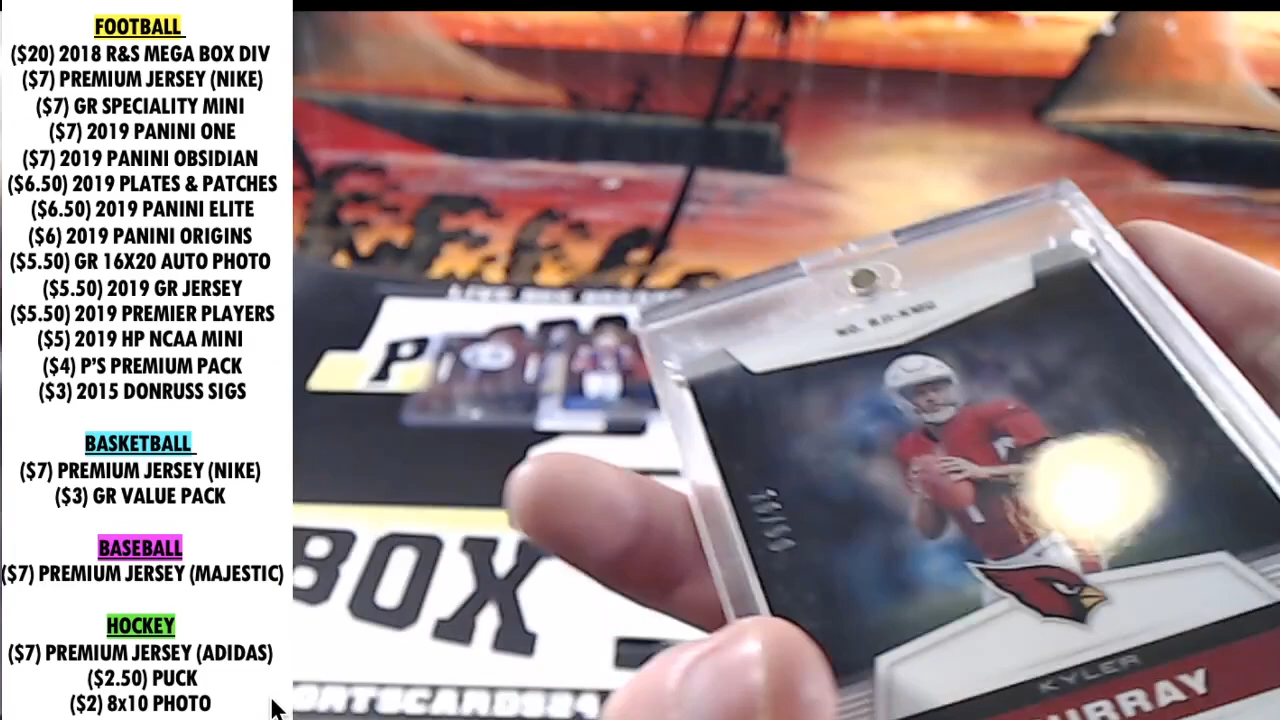 FOOTBALL
($20) 2018 R&S MEGA BOX DIV
($7) PREMIUM JERSEY (NIKE)
($7) GR SPECIALITY MINI
($7) 2019 PANINI ONE
($7) 2019 PANINI OBSIDIAN
($6.50) 2019 PLATES & PATCHES
($6.50) 2019 PANINI ELITE
($6) 2019 PANINI ORIGINS
($5.50) GR 16X20 AUTO PHOTO
($5.50) 2019 GR JERSEY
($5.50) 2019 PREMIER PLAYERS
($5) 2019 HP NCAA MINI
($4) P'S PREMIUM PACK
($3) 2015 DONRUSS SIGS
BASKETBALL
($7) PREMIUM JERSEY (NIKE)
($3) GR VALUE PACK
BASEBALL
($7) PREMIUM JERSEY (MAJESTIC)
HOCKEY
($7) PREMIUM JERSEY (ADIDAS)
($2.50) PUCK
($2) 8x10 PHOTO
BOX
KYLER
MURRAY